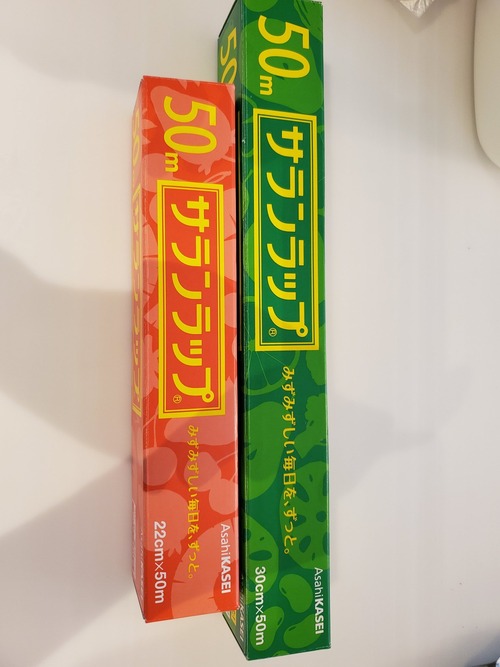 50m
サランラップ®
みずみずしい毎日を、ずっと。
AsahiKASEI
22cm×50m
50m
サランラップ®
みずみずしい毎日を、ずっと。
AsahiKASEI
30cm×50m